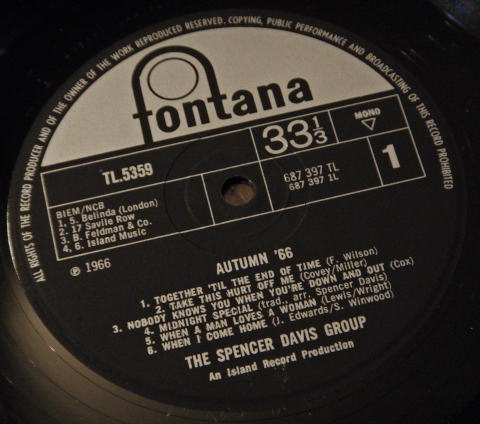 ALL RIGHTS OF THE RECORD PRODUCER AND OF THE OWNER OF THE WORK REPRODUCED RESERVED. COPYING, PUBLIC PERFORMANCE AND BROADCASTING OF THIS RECORD PROHIBITED
fontana
TL.5359
33 1/3
MONO
687 397 TL
687 397 1L
1
BIEM/NCB
1, 5. Belinda (London)
2. 17 Savile Row
3. B. Feldman & Co.
4, 6. Island Music
℗ 1966
AUTUMN '66
1. TOGETHER 'TIL THE END OF TIME (F. Wilson)
2. TAKE THIS HURT OFF ME (Covey/Miller)
3. NOBODY KNOWS YOU WHEN YOU'RE DOWN AND OUT (Cox)
4. MIDNIGHT SPECIAL (trad., arr. Spencer Davis)
5. WHEN A MAN LOVES A WOMAN (Lewis/Wright)
6. WHEN I COME HOME (J. Edwards/S. Winwood)
THE SPENCER DAVIS GROUP
An Island Record Production